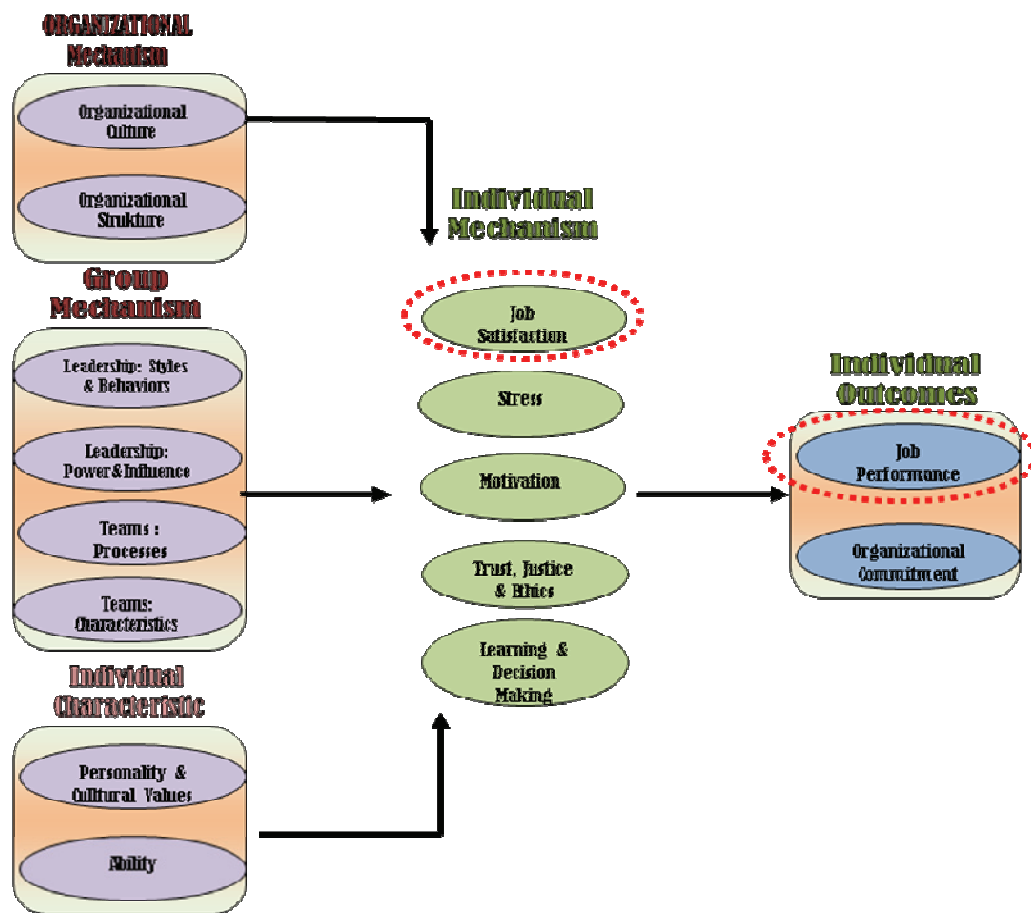 ORGANIZATIONAL
Mechanism
Organizational
Culture
Organizational
Strukture
Group
Mechanism
Leadership: Styles
& Behaviors
Leadership:
Power&Influence
Teams :
Processes
Teams:
Characteristics
Individual
Characteristic
Personality &
Cultitural Values
Ability
Individual
Mechanism
Job
Satisfaction
Stress
Motivation
Trust, Justice
& Ethics
Learning &
Decision
Making
Individual
Outcomes
Job
Performance
Organizational
Commitment